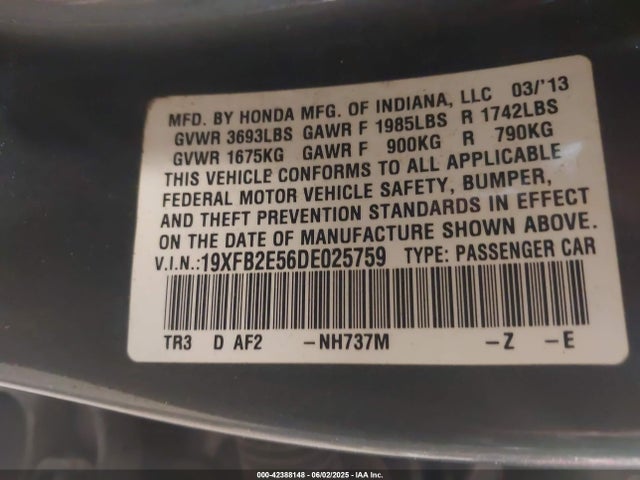 MFD. BY HONDA MFG. OF INDIANA, LLC 03/'13
GVWR 3693LBS GAWR F 1985LBS R 1742LBS
GVWR 1675KG GAWR F 900KG R 790KG
THIS VEHICLE CONFORMS TO ALL APPLICABLE
FEDERAL MOTOR VEHICLE SAFETY, BUMPER,
AND THEFT PREVENTION STANDARDS IN EFFECT
ON THE DATE OF MANUFACTURE SHOWN ABOVE.
V.I.N.:19XFB2E56DE025759 TYPE: PASSENGER CAR
TR3 D AF2 -NH737M -Z -E
000-42388148 - 06/02/2025 - IAA Inc.